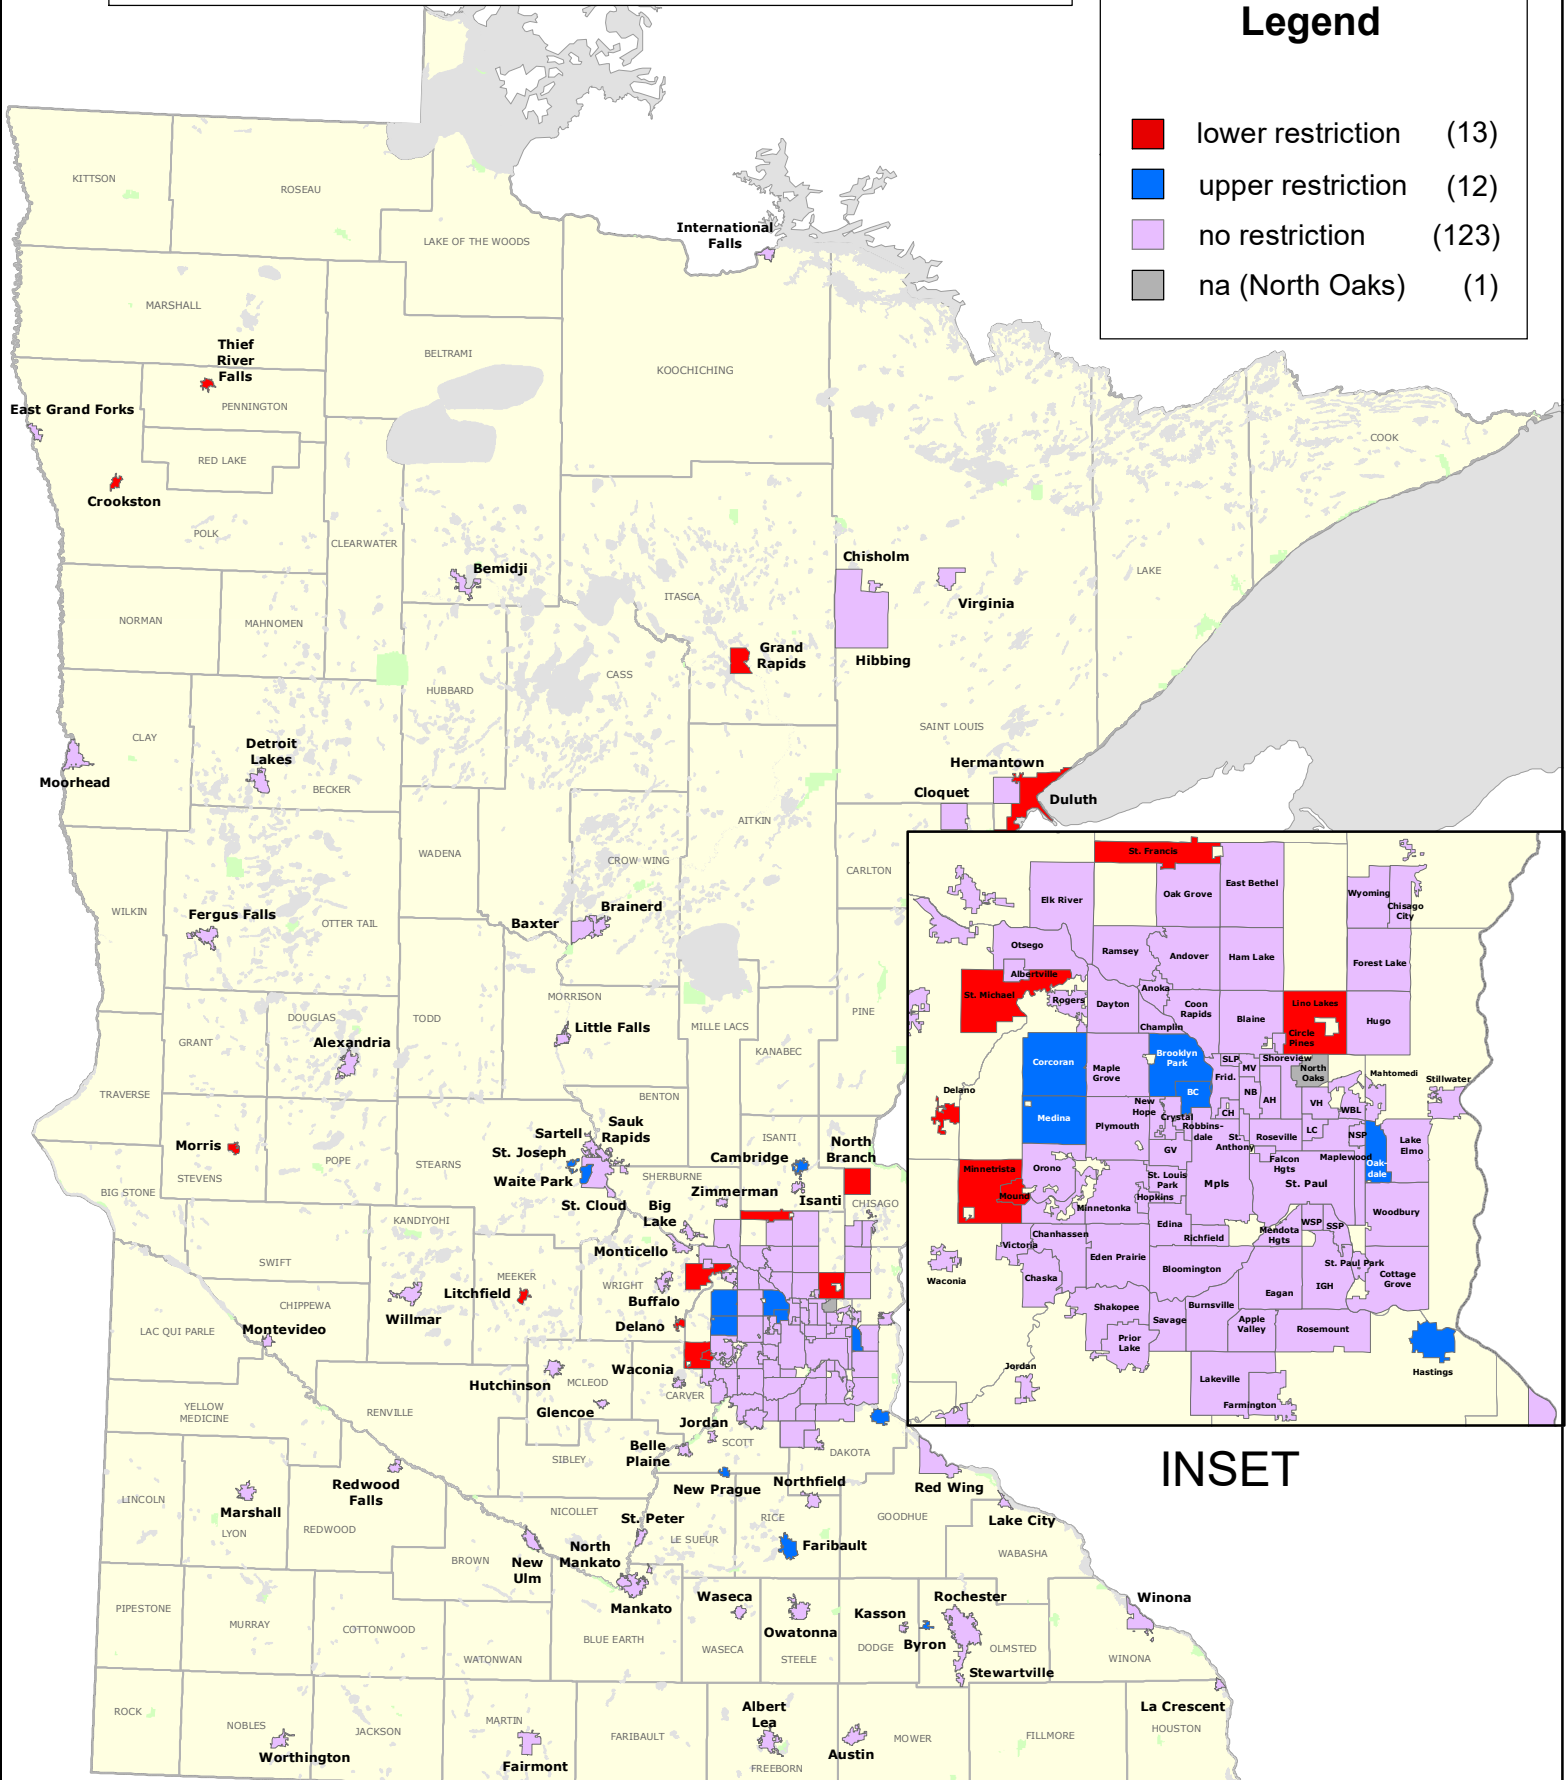 Legend
lower restriction (13)
upper restriction (12)
no restriction (123)
na (North Oaks) (1)
KITTSON
ROSEAU
LAKE OF THE WOODS
International
Falls
MARSHALL
Thief
River
Falls
BELTRAMI
KOOCHICHING
East Grand Forks
PENNINGTON
COOK
RED LAKE
Crookston
POLK
CLEARWATER
Chisholm
Bemidji
LAKE
ITASCA
Virginia
NORMAN
MAHNOMEN
Grand
Rapids
Hibbing
CASS
HUBBARD
SAINT LOUIS
CLAY
Detroit
Lakes
Moorhead
BECKER
Hermantown
Cloquet
Duluth
AITKIN
WADENA
CROW WING
CARLTON
WILKIN
Fergus Falls
OTTER TAIL
Baxter
Brainerd
MORRISON
DOUGLAS
TODD
Little Falls
MILLE LACS
PINE
GRANT
Alexandria
KANABEC
TRAVERSE
BENTON
Morris
Sartell
Sauk
Rapids
ISANTI
North
Branch
St. Joseph
Cambridge
POPE
STEARNS
STEVENS
Waite Park
SHERBURNE
BIG STONE
Zimmerman
Isanti
CHISAGO
St. Cloud
Big
Lake
KANDIYOHI
Monticello
SWIFT
MEEKER
WRIGHT
Litchfield
Buffalo
CHIPPEWA
Willmar
Delano
LAC QUI PARLE
Montevideo
Waconia
Hutchinson
MCLEOD
CARVER
YELLOW
MEDICINE
RENVILLE
Glencoe
Jordan
SCOTT
Belle
Plaine
DAKOTA
SIBLEY
Redwood
Falls
New Prague
Northfield
Red Wing
LINCOLN
Marshall
LYON
REDWOOD
NICOLLET
St. Peter
RICE
GOODHUE
Lake City
LE SUEUR
Faribault
WABASHA
BROWN
New
Ulm
North
Mankato
PIPESTONE
MURRAY
COTTONWOOD
Mankato
Waseca
Owatonna
Kasson
Rochester
Winona
BLUE EARTH
WASECA
STEELE
DODGE
Byron
OLMSTED
WINONA
WATONWAN
Stewartville
ROCK
NOBLES
JACKSON
MARTIN
FARIBAULT
Albert
Lea
MOWER
FILLMORE
La Crescent
HOUSTON
Worthington
Fairmont
FREEBORN
Austin
St. Francis
Elk River
Oak Grove
East Bethel
Wyoming
Chisago
City
Otsego
Ramsey
Andover
Ham Lake
Forest Lake
Albertville
St. Michael
Rogers
Dayton
Anoka
Coon
Rapids
Blaine
Lino Lakes
Hugo
Champlin
Circle
Pines
Corcoran
Maple
Grove
Brooklyn
Park
SLP
Shoreview
MV
North
Oaks
Mahtomedi
Stillwater
Frid.
Delano
BC
NB
AH
VH
WBL
Medina
New
Hope
Crystal
CH
Plymouth
Robbins-
dale
St.
Anthony
Roseville
LC
NSP
Lake
Elmo
GV
Falcon
Hgts
Maplewood
Oak-
dale
Minnetrista
Orono
St. Louis
Park
Mpls
St. Paul
Mound
Hopkins
Minnetonka
Woodbury
Edina
Richfield
Mendota
Hgts
WSP
SSP
Chanhassen
Victoria
Eden Prairie
Bloomington
St. Paul Park
Waconia
Chaska
Cottage
Grove
Eagan
IGH
Shakopee
Savage
Burnsville
Apple
Valley
Rosemount
Prior
Lake
Jordan
Lakeville
Hastings
Farmington
INSET